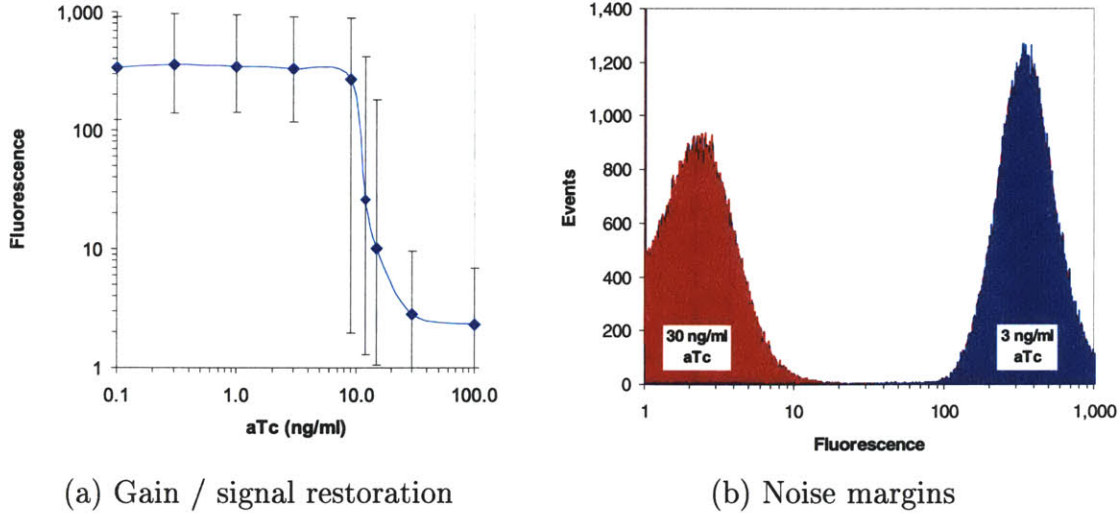 1,000
100
10
1
Fluorescence
0.1 1.0 10.0 100.0
aTc (ng/ml)
(a) Gain / signal restoration
1,400
1,200
1,000
800
600
400
200
0
Events
30 ng/ml
aTc
3 ng/ml
aTc
1 10 100 1,000
Fluorescence
(b) Noise margins